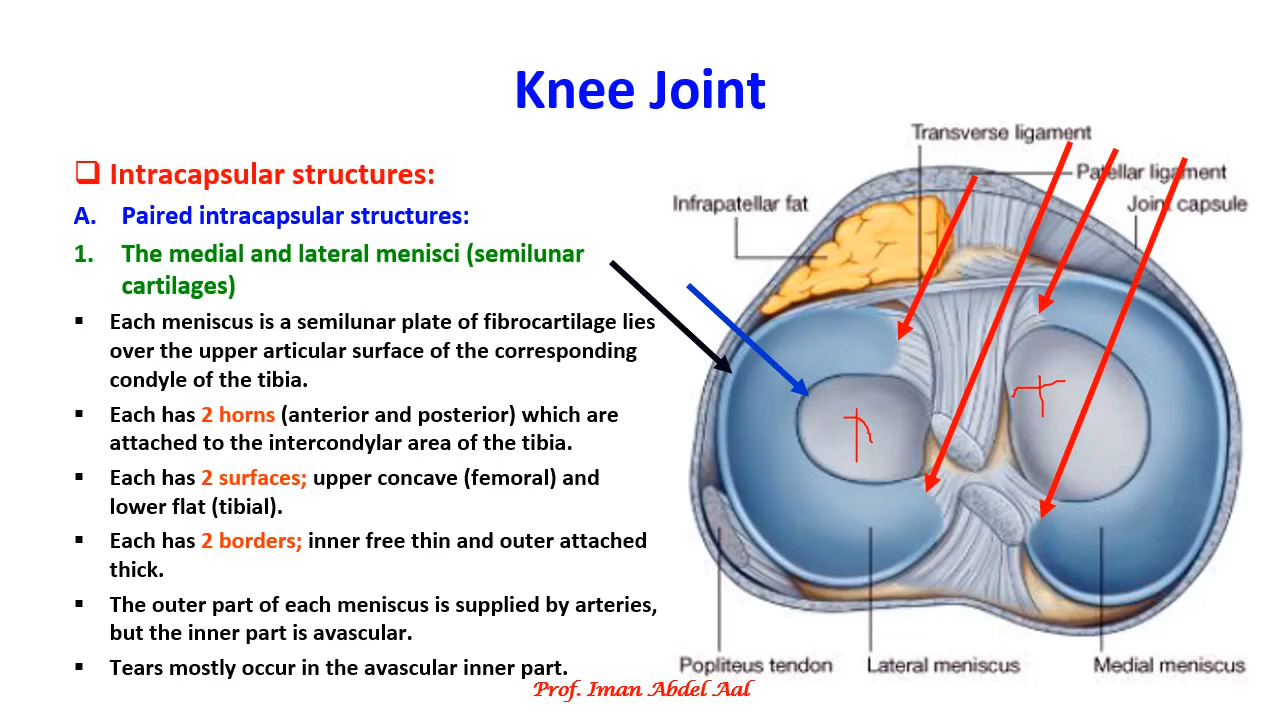 Knee Joint
❑ Intracapsular structures:
A. Paired intracapsular structures:
1. The medial and lateral menisci (semilunar
cartilages)
▪ Each meniscus is a semilunar plate of fibrocartilage lies
over the upper articular surface of the corresponding
condyle of the tibia.
▪ Each has 2 horns (anterior and posterior) which are
attached to the intercondylar area of the tibia.
▪ Each has 2 surfaces; upper concave (femoral) and
lower flat (tibial).
▪ Each has 2 borders; inner free thin and outer attached
thick.
▪ The outer part of each meniscus is supplied by arteries,
but the inner part is avascular.
▪ Tears mostly occur in the avascular inner part.
Transverse ligament
Patellar ligament
Infrapatellar fat
Joint capsule
Popliteus tendon
Lateral meniscus
Medial meniscus
Prof. Iman Abdel Aal